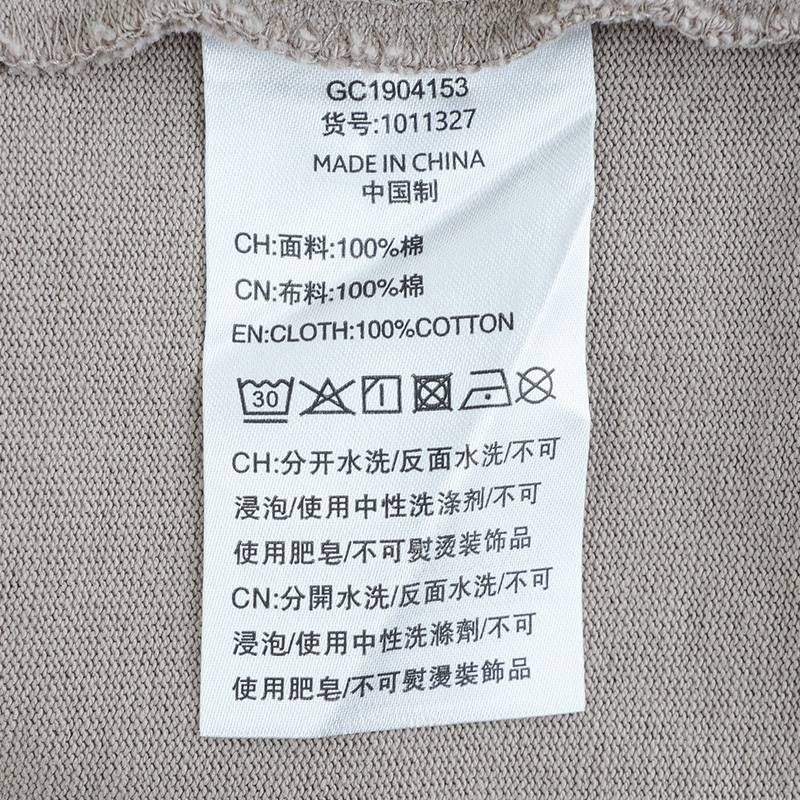 GC1904153
货号:1011327
MADE IN CHINA
中国制
CH:面料:100%棉
CN:布料:100%棉
EN:CLOTH:100%COTTON
30
CH:分开水洗/反面水洗/不可
浸泡/使用中性洗涤剂/不可
使用肥皂/不可熨烫装饰品
CN:分開水洗/反面水洗/不可
浸泡/使用中性洗滌劑/不可
使用肥皂/不可熨燙裝飾品